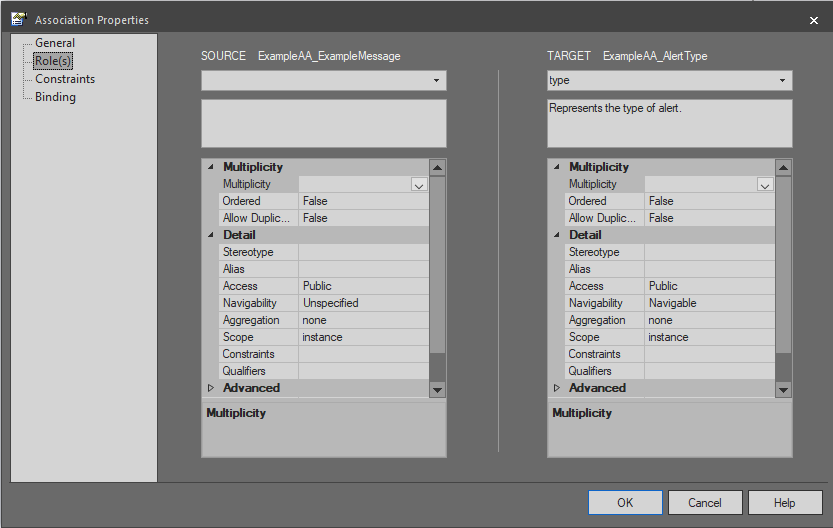 Association Properties
General
Role(s)
Constraints
Binding
SOURCE ExampleAA_ExampleMessage
Multiplicity
Multiplicity
Ordered False
Allow Duplic... False
Detail
Stereotype
Alias
Access Public
Navigability Unspecified
Aggregation none
Scope instance
Constraints
Qualifiers
Advanced
Multiplicity
TARGET ExampleAA_AlertType
type
Represents the type of alert.
Multiplicity
Multiplicity
Ordered False
Allow Duplic... False
Detail
Stereotype
Alias
Access Public
Navigability Navigable
Aggregation none
Scope instance
Constraints
Qualifiers
Advanced
Multiplicity
OK Cancel Help